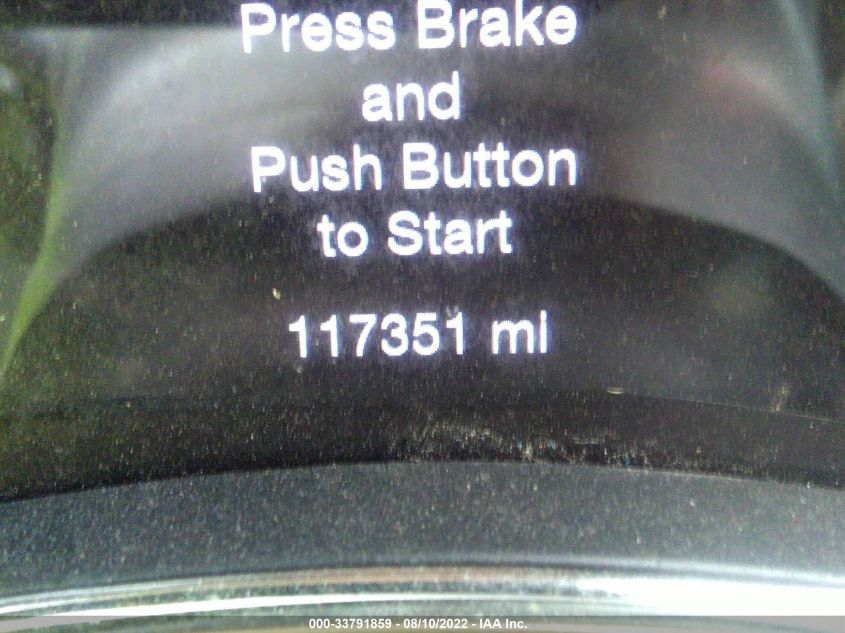 Press Brake
and
Push Button
to Start
117351 mi
000-33791859 - 08/10/2022 - IAA Inc.